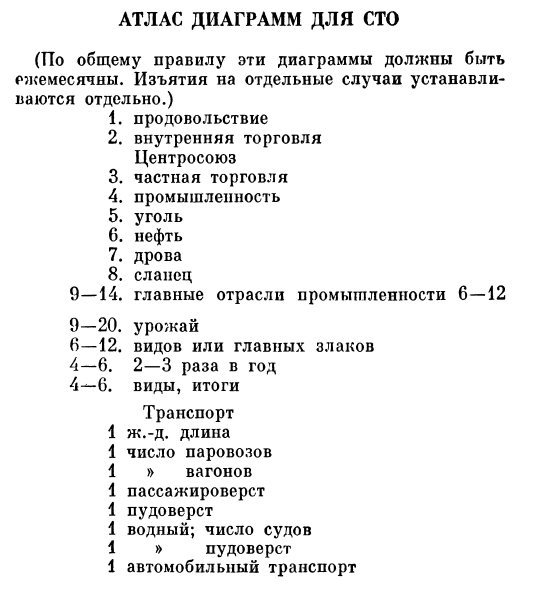 АТЛАС ДИАГРАММ ДЛЯ СТО
(По общему правилу эти диаграммы должны быть
ежемесячны. Изъятия на отдельные случаи устанавли-
ваются отдельно.)
1. продовольствие
2. внутренняя торговля
Центросоюз
3. частная торговля
4. промышленность
5. уголь
6. нефть
7. дрова
8. сланец
9—14. главные отрасли промышленности 6—12
9—20. урожай
6—12. видов или главных злаков
4—6. 2—3 раза в год
4—6. виды, итоги
Транспорт
1 ж.-д. длина
1 число паровозов
1 » вагонов
1 пассажироверст
1 пудоверст
1 водный; число судов
1 » пудоверст
1 автомобильный транспорт